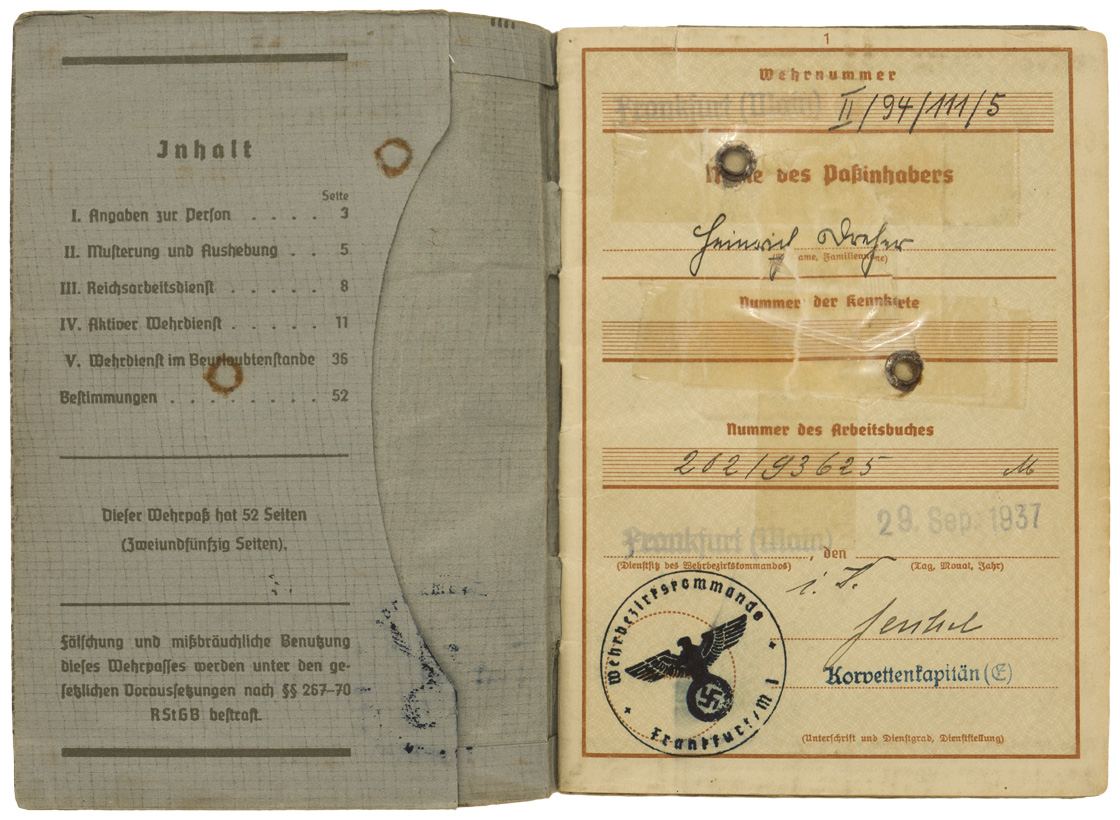 Inhalt
Seite
I. Angaben zur Person . . . . 3
II. Musterung und Aushebung . . 5
III. Reichsarbeitsdienst . . . . . 8
IV. Aktiver Wehrdienst . . . . . 11
V. Wehrdienst im Beurlaubtenstande 36
Bestimmungen . . . . . . . . . 52
Dieser Wehrpaß hat 52 Seiten
(Zweiundfünfzig Seiten).
Fälschung und mißbräuchliche Benutzung
dieses Wehrpasses werden unter den ge-
setzlichen Voraussetzungen nach §§ 267–70
RStGB bestraft.
1
Wehrnummer
Frankfurt (Main) II/94/111/5
des Paßinhabers
Heinrich Dreher
Nummer der Kennkarte
Nummer des Arbeitsbuches
202/93625 M
Frankfurt (Main), den 29. Sep. 1937
(Dienstsitz des Wehrbezirkskommandos) (Tag, Monat, Jahr)
i. V.
Korvettenkapitän (E)
(Unterschrift und Dienstgrad, Dienststellung)
Wehrbezirkskommando
Frankfurt/M I